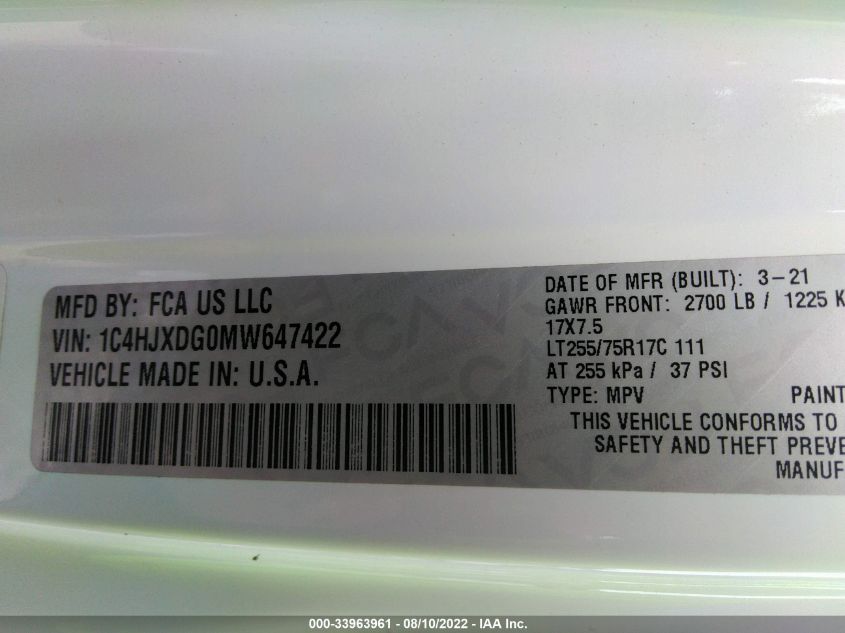 MFD BY: FCA US LLC
VIN: 1C4HJXDG0MW647422
VEHICLE MADE IN: U.S.A.
DATE OF MFR (BUILT): 3-21
GAWR FRONT: 2700 LB / 1225 K
17X7.5
LT255/75R17C 111
AT 255 kPa / 37 PSI
TYPE: MPV PAINT
THIS VEHICLE CONFORMS TO
SAFETY AND THEFT PREVE
MANUF
000-33963961 - 08/10/2022 - IAA Inc.